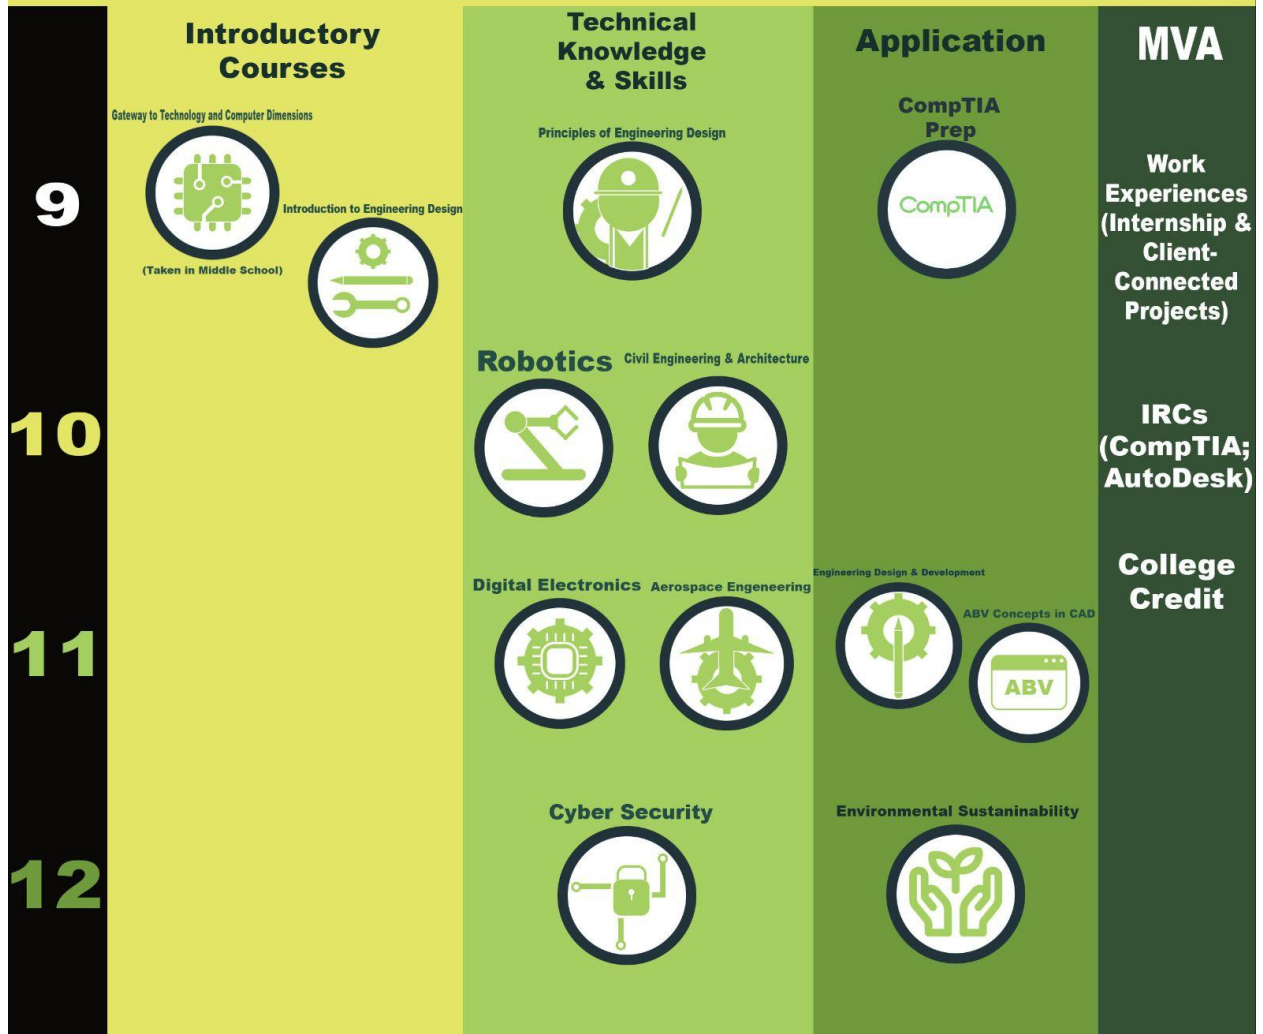 Introductory
Courses
Technical
Knowledge
& Skills
Application
MVA
9
Gateway to Technology and Computer Dimensions
(Taken in Middle School)
Introduction to Engineering Design
Principles of Engineering Design
CompTIA
Prep
CompTIA
Work
Experiences
(Internship &
Client-
Connected
Projects)
10
Robotics
Civil Engineering & Architecture
IRCs
(CompTIA;
AutoDesk)
11
Digital Electronics
Aerospace Engeneering
Engineering Design & Development
ABV Concepts in CAD
ABV
College
Credit
12
Cyber Security
Environmental Sustaninability